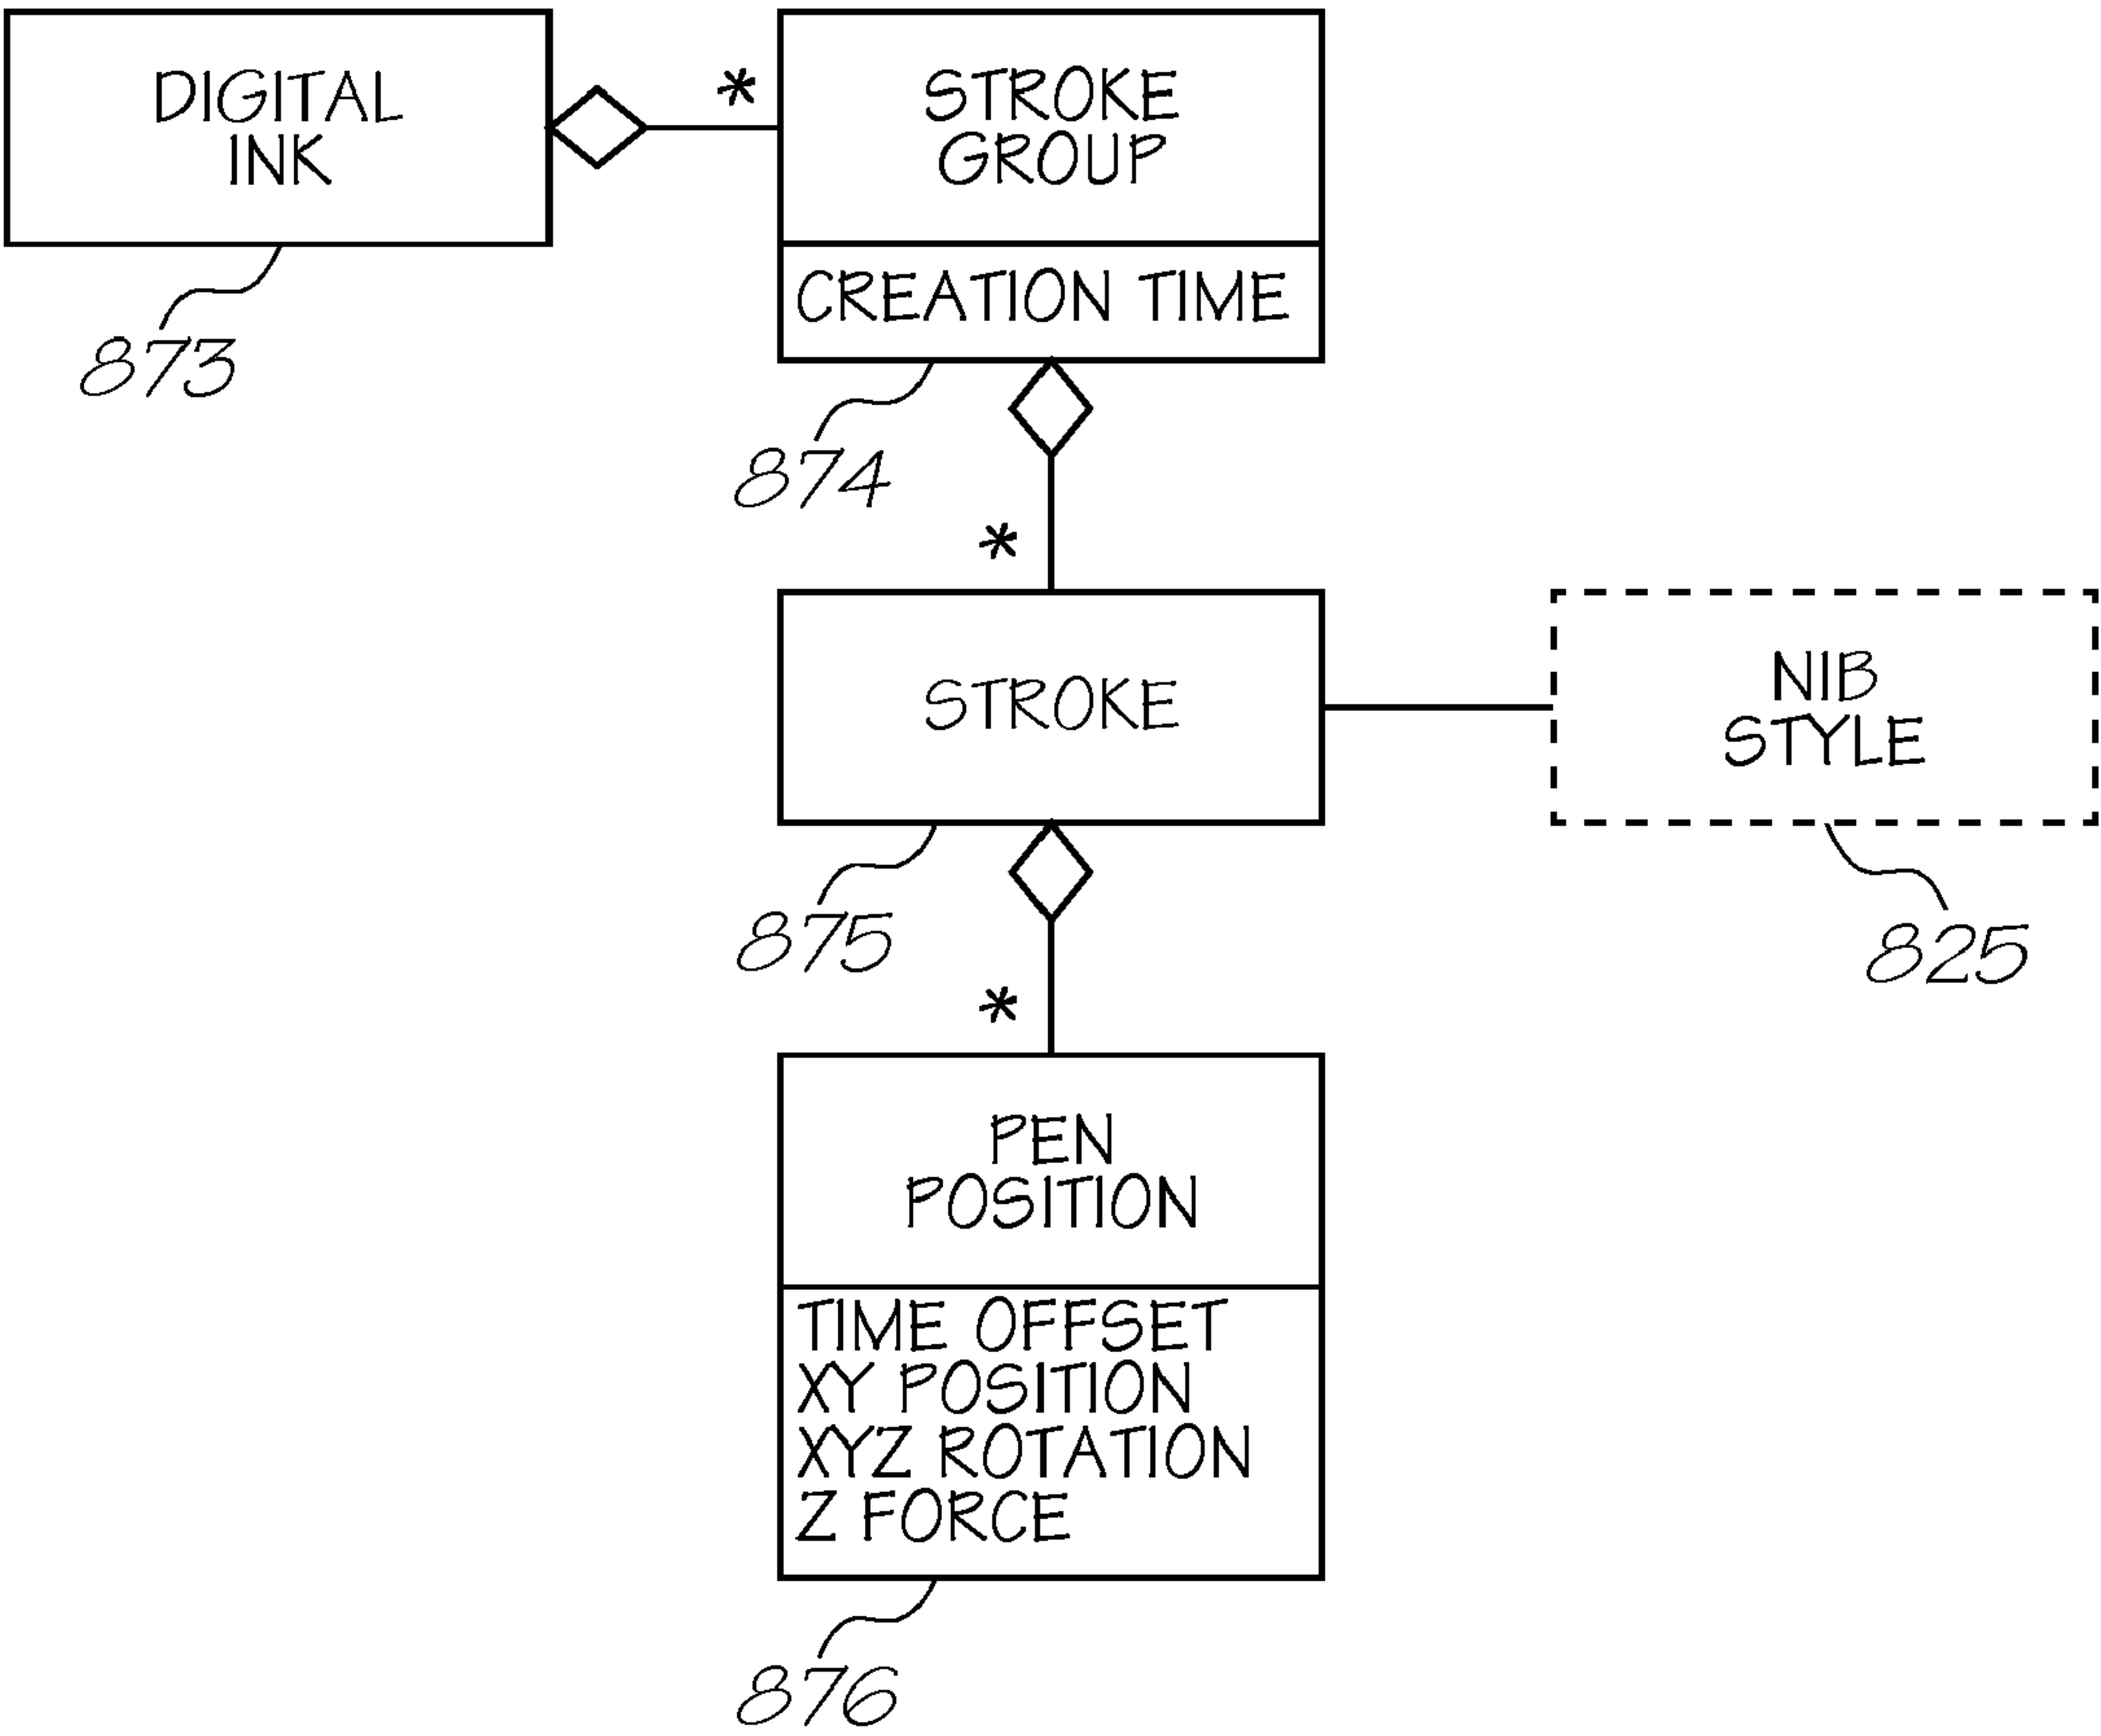 DIGITAL
INK
*
STROKE
GROUP
CREATION TIME
873
874
*
STROKE
NIB
STYLE
875
825
*
PEN
POSITION
TIME OFFSET
XY POSITION
XYZ ROTATION
Z FORCE
876